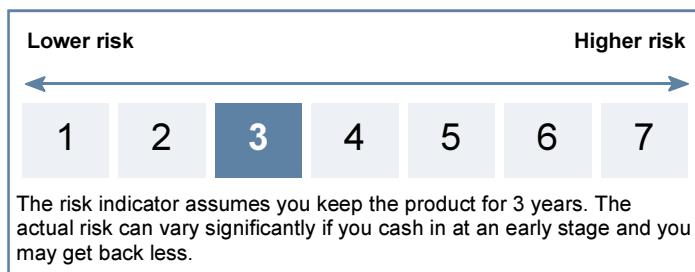 Lower risk Higher risk
1 2 3 4 5 6 7
The risk indicator assumes you keep the product for 3 years. The
actual risk can vary significantly if you cash in at an early stage and you
may get back less.